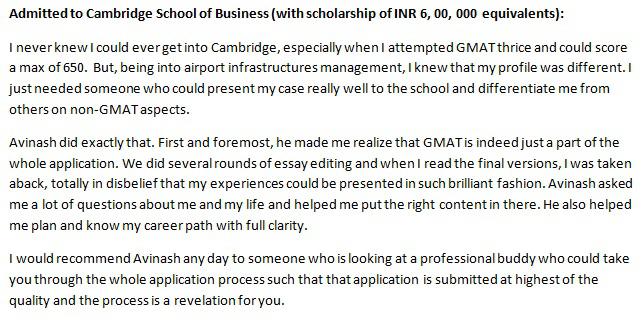 Admitted to Cambridge School of Business (with scholarship of INR 6, 00, 000 equivalents):
I never knew I could ever get into Cambridge, especially when I attempted GMAT thrice and could score
a max of 650. But, being into airport infrastructures management, I knew that my profile was different. I
just needed someone who could present my case really well to the school and differentiate me from
others on non-GMAT aspects.
Avinash did exactly that. First and foremost, he made me realize that GMAT is indeed just a part of the
whole application. We did several rounds of essay editing and when I read the final versions, I was taken
aback, totally in disbelief that my experiences could be presented in such brilliant fashion. Avinash asked
me a lot of questions about me and my life and helped me put the right content in there. He also helped
me plan and know my career path with full clarity.
I would recommend Avinash any day to someone who is looking at a professional buddy who could take
you through the whole application process such that that application is submitted at highest of the
quality and the process is a revelation for you.